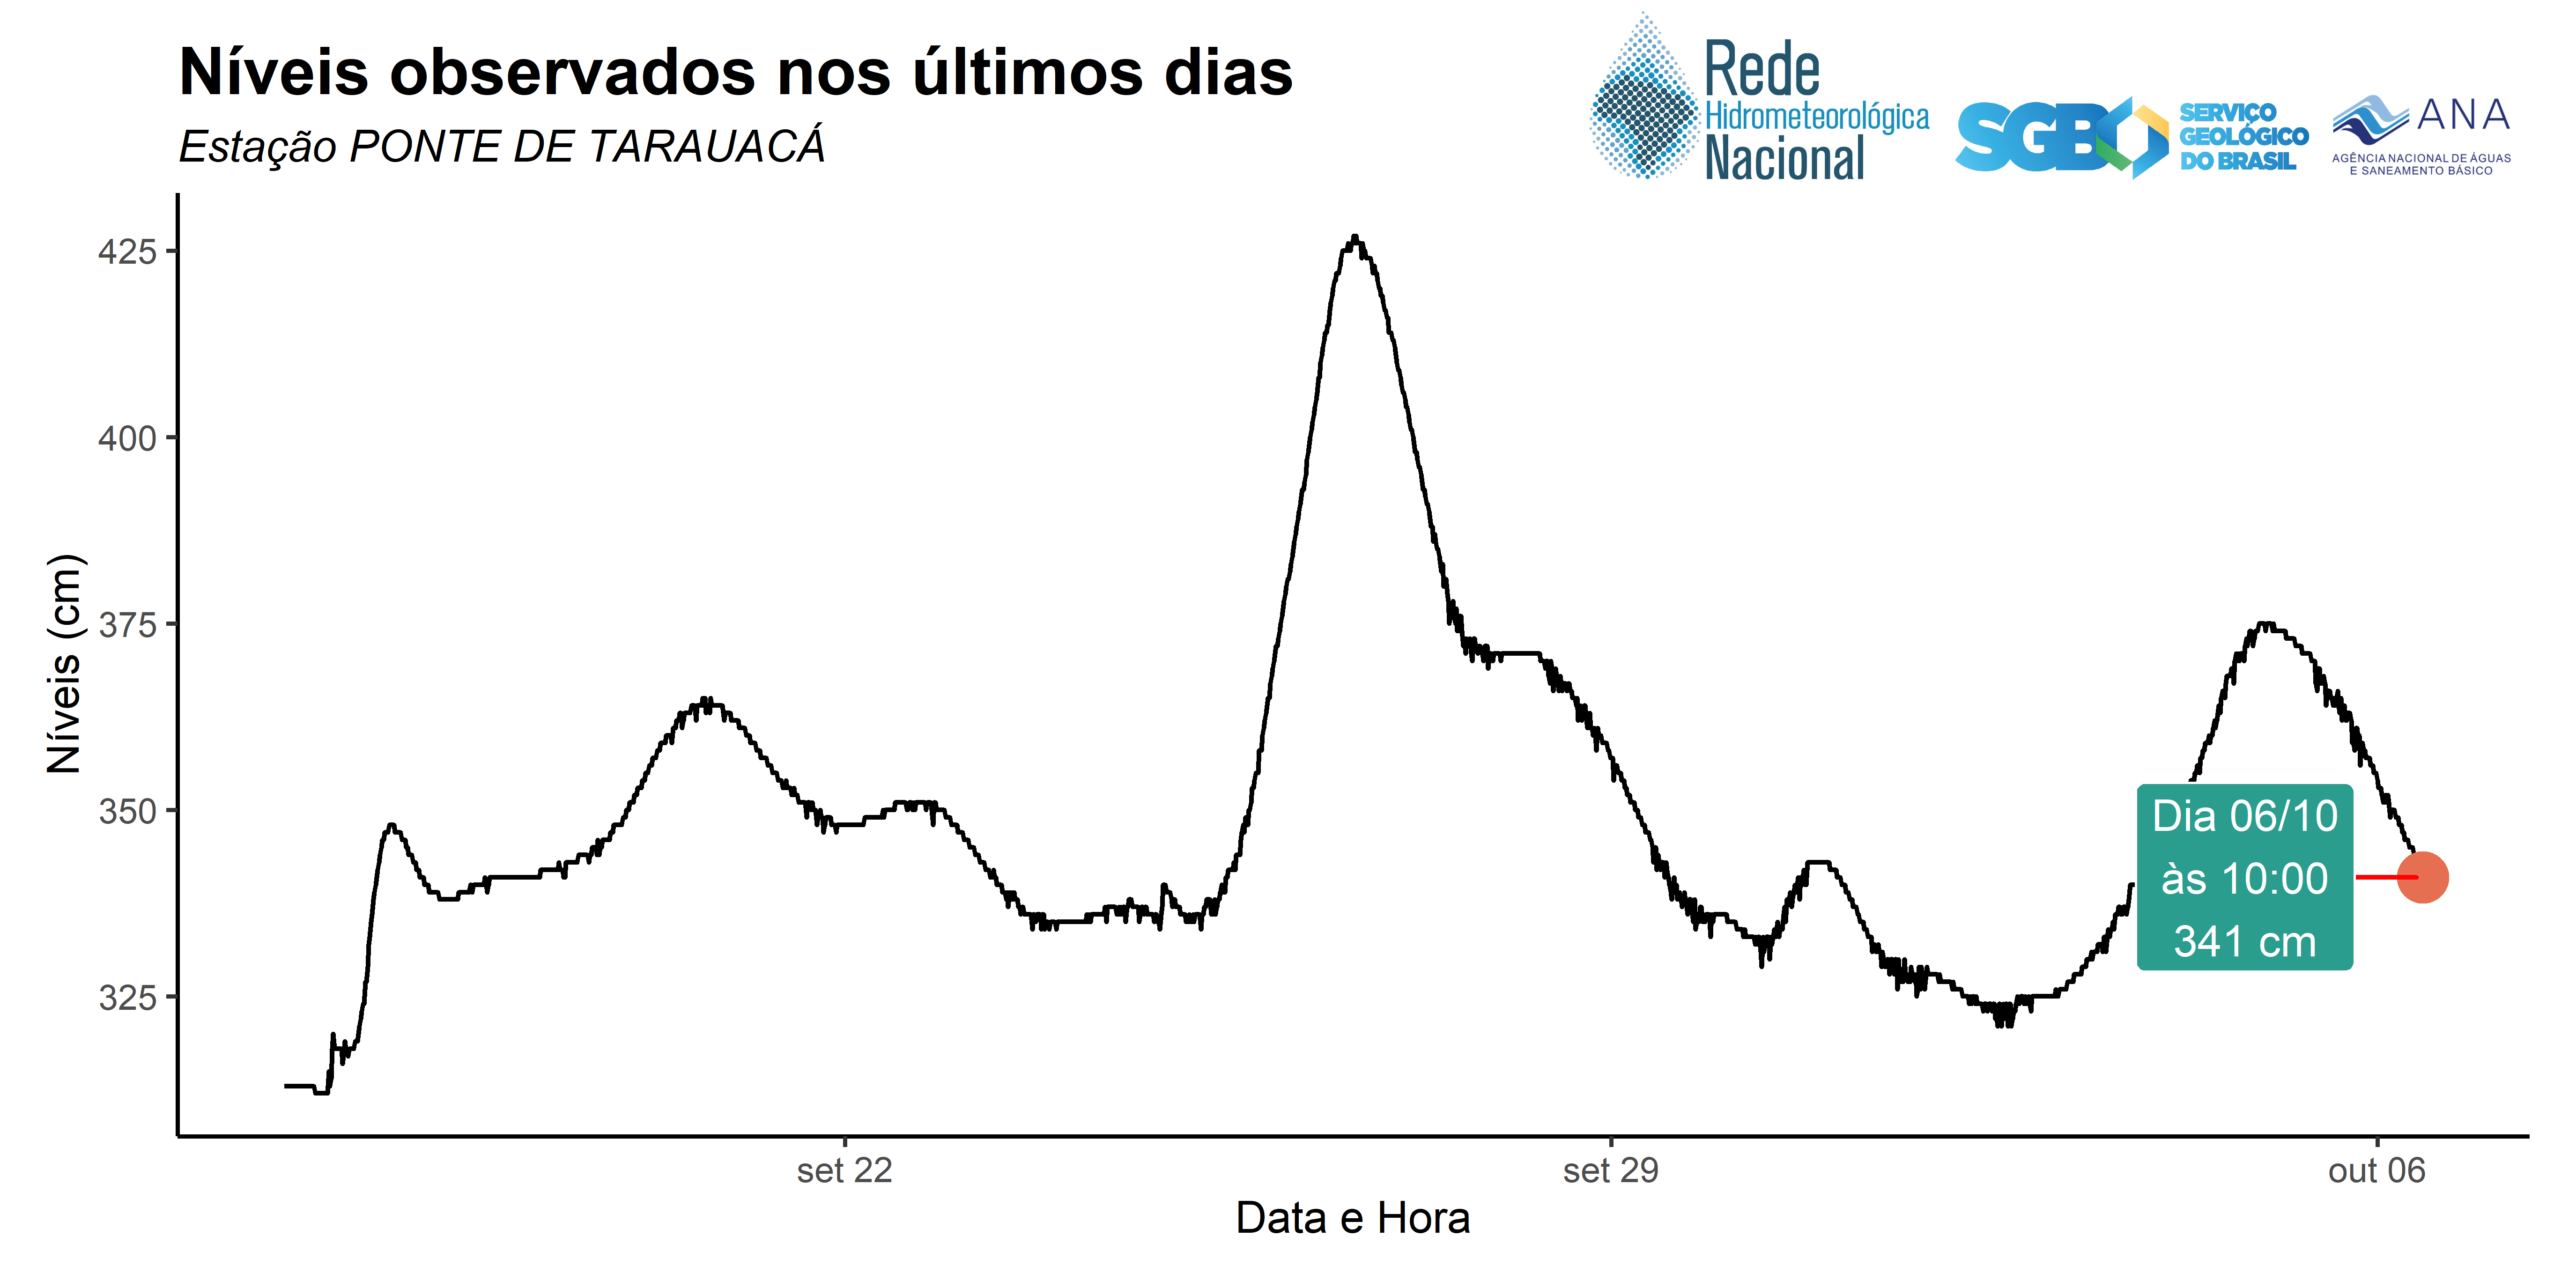 Níveis observados nos últimos dias
Estação PONTE DE TARAUACÁ
Rede
Hidrometeorológica
Nacional
SGB
SERVIÇO
GEOLÓGICO
DO BRASIL
ANA
AGÊNCIA NACIONAL DE ÁGUAS
E SANEAMENTO BÁSICO
Níveis (cm)
425
400
375
350
325
Dia 06/10
às 10:00
341 cm
set 22
set 29
out 06
Data e Hora